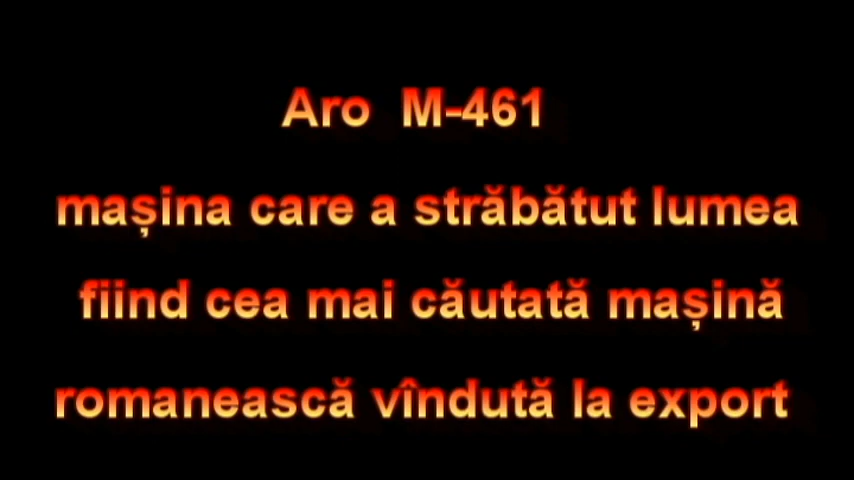 Aro M-461
mașina care a străbătut lumea
fiind cea mai căutată mașină
romanească vîndută la export